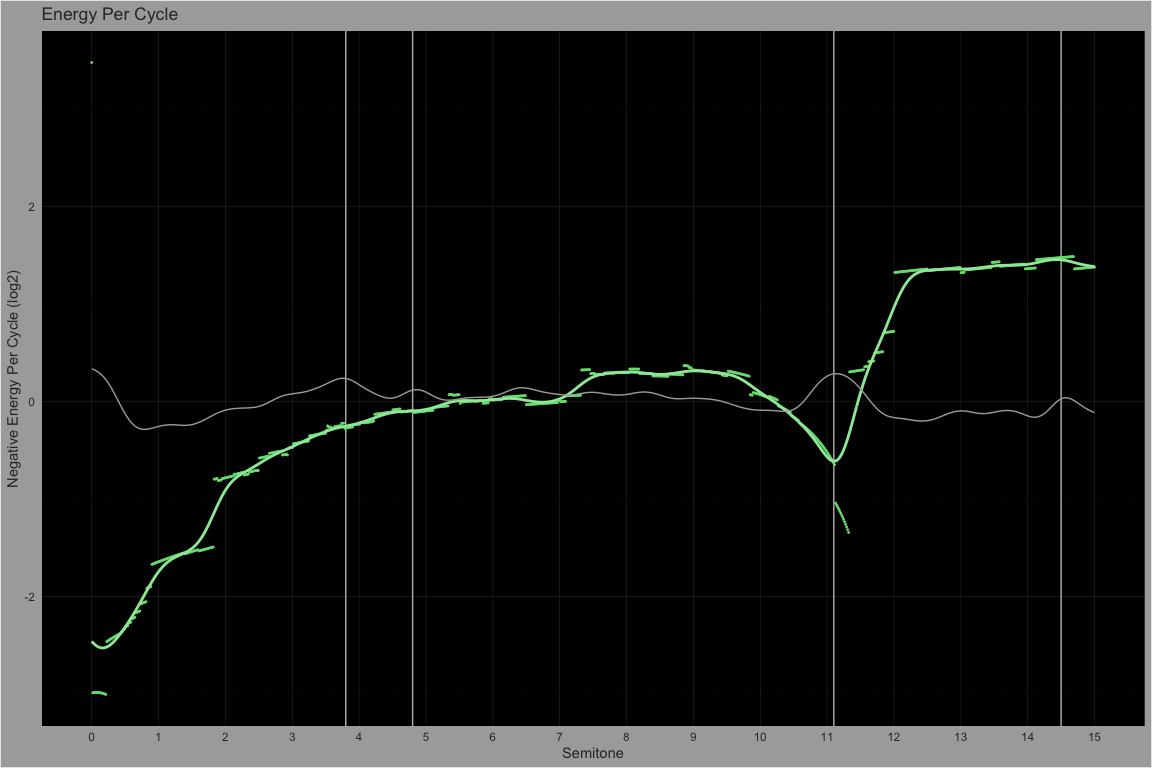 Energy Per Cycle
Negative Energy Per Cycle (log2)
2
0
-2
0 1 2 3 4 5 6 7 8 9 10 11 12 13 14 15
Semitone